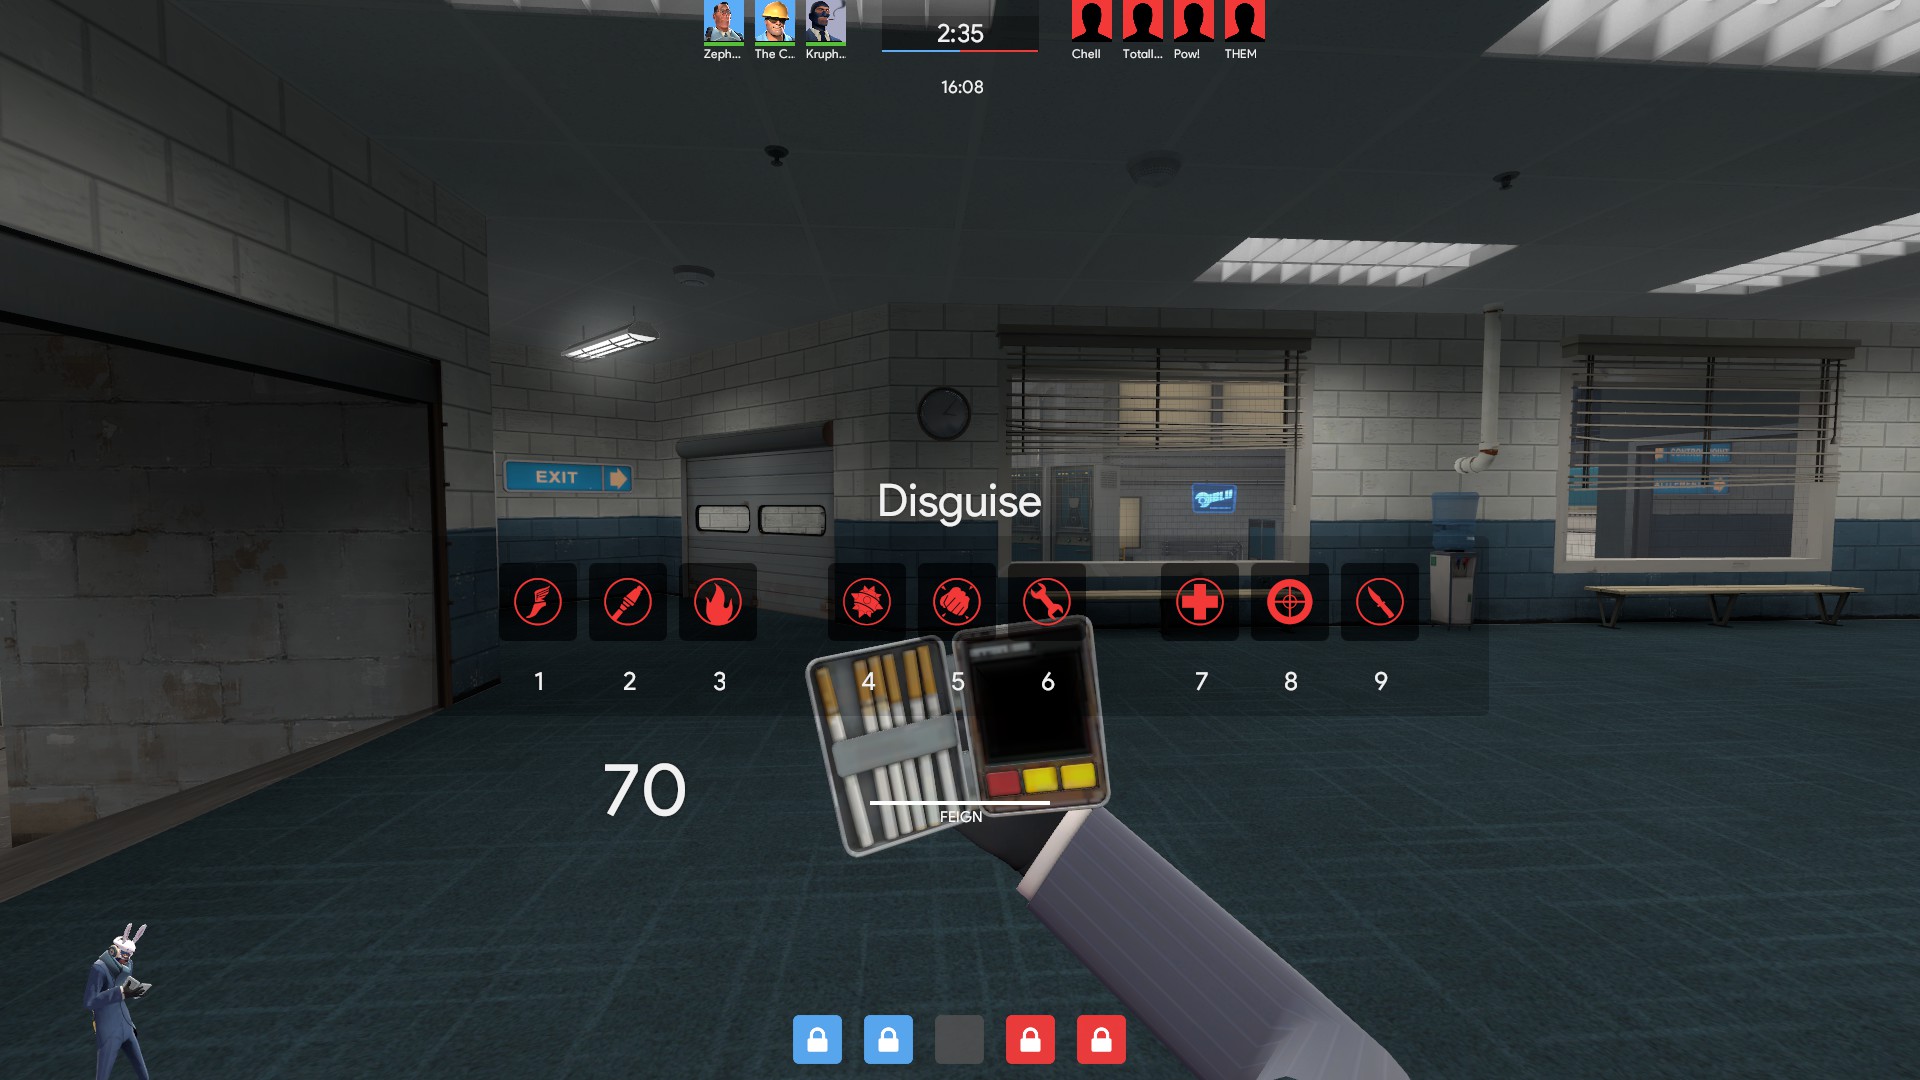 Zeph...
The C...
Kruph...
2:35
Chell
Totall...
Pow!
THEM
16:08
EXIT
BLU
Disguise
1
2
3
4
5
6
7
8
9
70
FEIGN